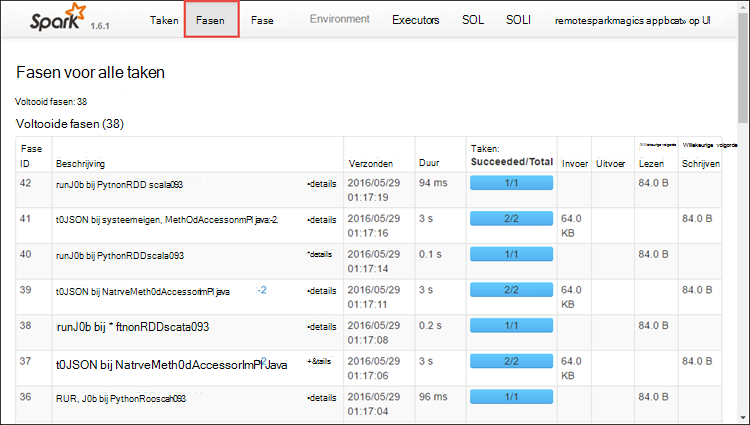 Spark 1.6.1 Taken Fasen Fase Environment Executors SOL SOLI remotesparkmagics appbcat» op UI
Fasen voor alle taken
Voltooid fasen: 38
Voltooide fasen (38)
Fase ID Beschrijving Verzonden Duur Taken: Succeeded/Total Invoer Uitvoer Willekeurige volgorde Lezen Willekeurige volgorde Schrijven
42 runJ0b bij PytnonRDD scala093 •details 2016/05/29 01:17:19 94 ms 1/1 84.0 B
41 t0JSON bij systeemeigen, MethOdAccessonmPl java:-2. •details 2016/05/29 01:17:16 3 s 2/2 64.0 KB 84.0 B
40 runJ0b bij PythonRDDscala093 *details 2016/05/29 01:17:14 0.1 s 1/1 84.0 B
39 t0JSON bij NatrveMeth0dAccessorImPl java -2 •details 2016/05/29 01:17:11 3 s 2/2 64.0 KB 84.0 B
38 runJ0b bij * ftnonRDDscata093 •details 2016/05/29 01:17:08 0.2 s 1/1 84.0 B
37 t0JSON bij NatrveMeth0dAccessorImPl Java -2 +&tails 2016/05/29 01:17:06 3 s 2/2 64.0 KB 84.0 B
36 RUR, J0b bij PythonRooscah093 •details 2016/05/29 01:17:04 96 ms 1/1 84.0 B